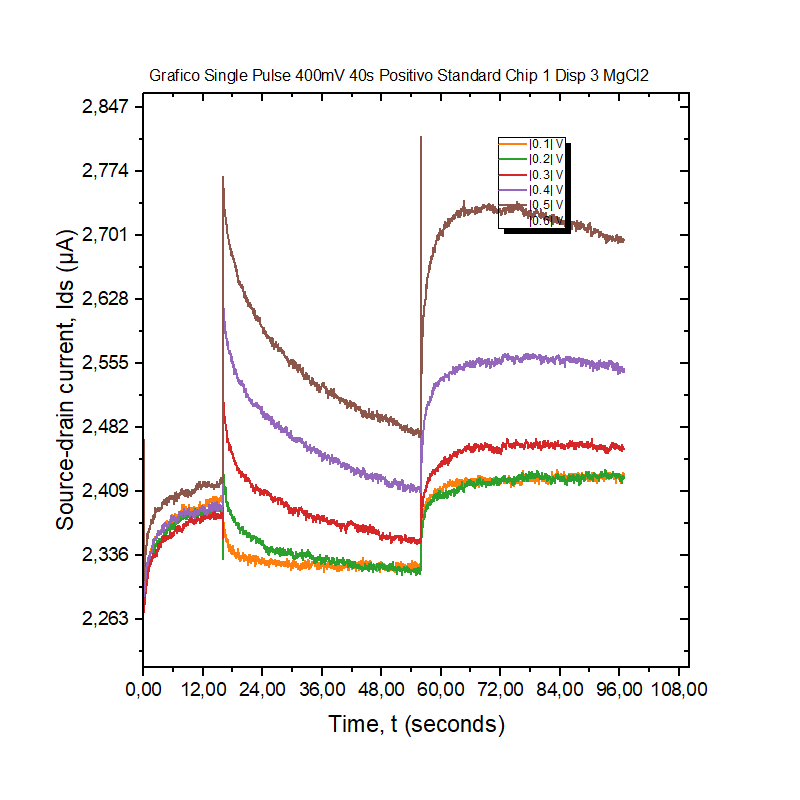 Grafico Single Pulse 400mV 40s Positivo Standard Chip 1 Disp 3 MgCl2
2,847
2,774
2,701
2,628
2,555
2,482
2,409
2,336
2,263
Source-drain current, Ids (µA)
|0.1| V
|0.2| V
|0.3| V
|0.4| V
|0.5| V
|0.6| V
0,00 12,00 24,00 36,00 48,00 60,00 72,00 84,00 96,00 108,00
Time, t (seconds)